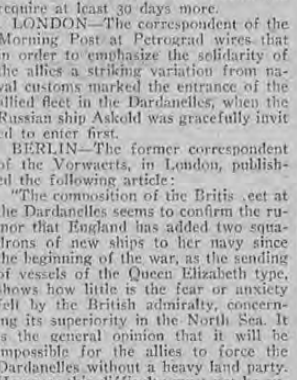 require at least 30 days more.
LONDON—The correspondent of the
Morning Post at Petrograd wires that
in order to emphasize the solidarity of
the allies a striking variation from na-
val customs marked the entrance of the
allied fleet in the Dardanelles, when the
Russian ship Askold was gracefully invit
ed to enter first.
BERLIN—The former correspondent
of the Vorwaerts, in London, publish-
ed the following article:
"The composition of the Britis .eet at
the Dardanelles seems to confirm the ru-
mor that England has added two squa-
drons of new ships to her navy since
the beginning of the war, as the sending
of vessels of the Queen Elizabeth type,
shows how little is the fear or anxiety
felt by the British admiralty, concern-
ing its superiority in the North Sea. It
is the general opinion that it will be
impossible for the allies to force the
Dardanelles without a heavy land party.